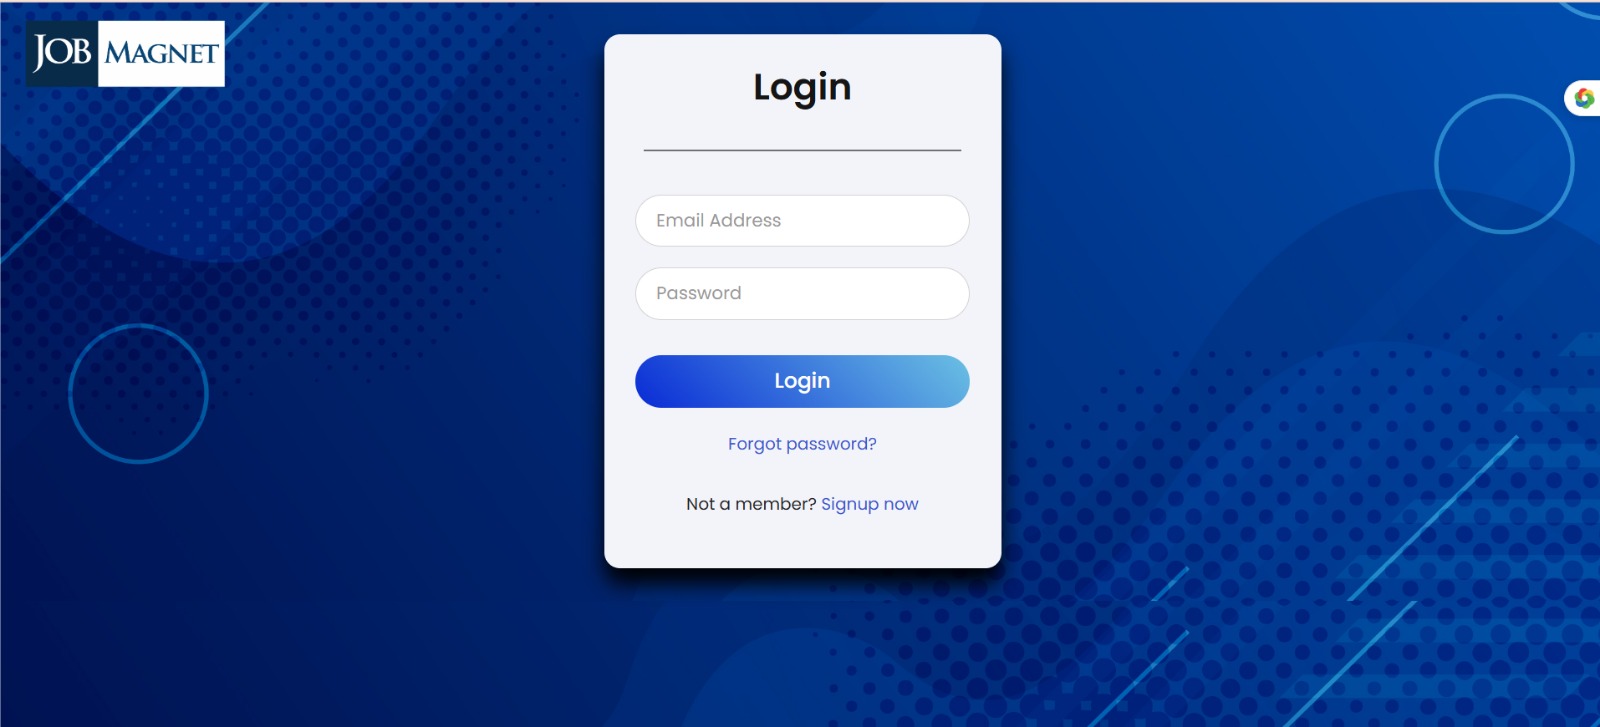 JOB MAGNET
Login
Email Address
Password
Login
Forgot password?
Not a member? Signup now